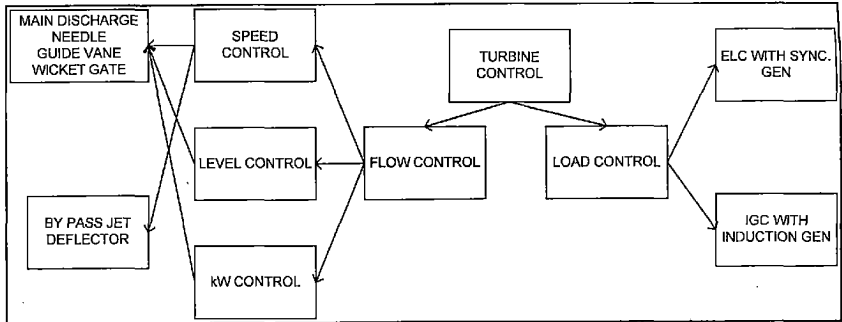 MAIN DISCHARGE
NEEDLE
GUIDE VANE
WICKET GATE
SPEED
CONTROL
TURBINE
CONTROL
ELC WITH SYNC.
GEN
LEVEL CONTROL
FLOW CONTROL
LOAD CONTROL
BY PASS JET
DEFLECTOR
kW CONTROL
IGC WITH
INDUCTION GEN